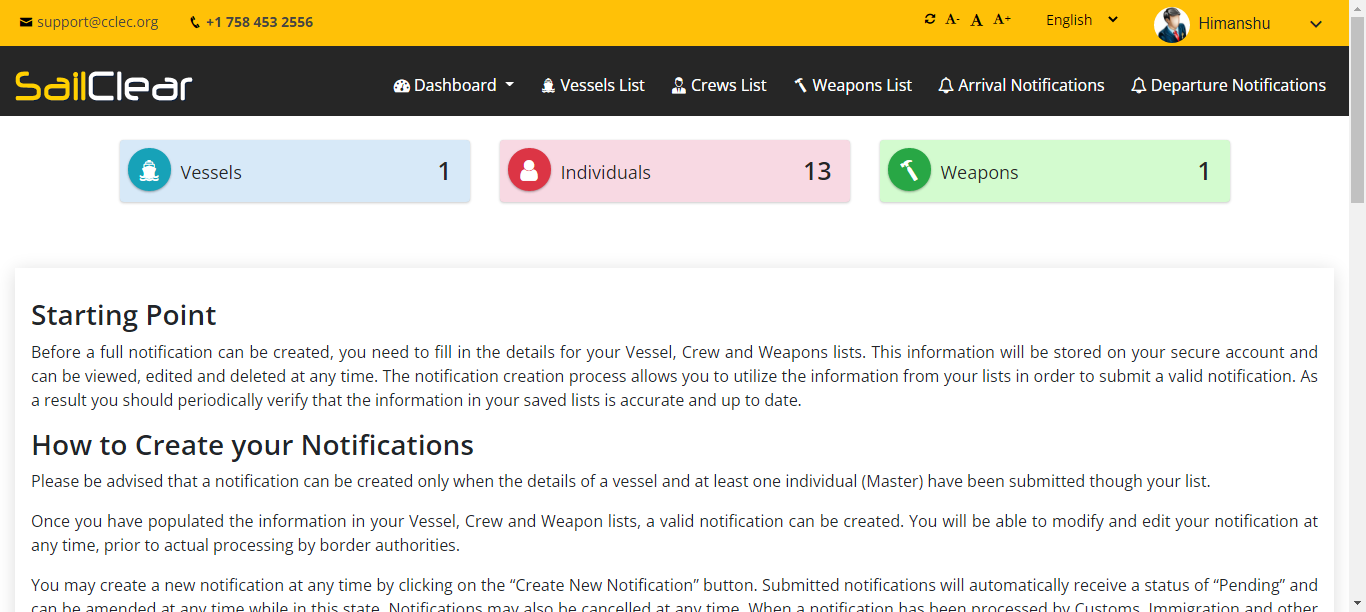 support@cclec.org +1 758 453 2556 A- A A+ English Himanshu
SailClear Dashboard Vessels List Crews List Weapons List Arrival Notifications Departure Notifications
Vessels 1 Individuals 13 Weapons 1
Starting Point
Before a full notification can be created, you need to fill in the details for your Vessel, Crew and Weapons lists. This information will be stored on your secure account and
can be viewed, edited and deleted at any time. The notification creation process allows you to utilize the information from your lists in order to submit a valid notification. As
a result you should periodically verify that the information in your saved lists is accurate and up to date.
How to Create your Notifications
Please be advised that a notification can be created only when the details of a vessel and at least one individual (Master) have been submitted though your list.
Once you have populated the information in your Vessel, Crew and Weapon lists, a valid notification can be created. You will be able to modify and edit your notification at
any time, prior to actual processing by border authorities.
You may create a new notification at any time by clicking on the “Create New Notification” button. Submitted notifications will automatically receive a status of “Pending” and
can be amended at any time while in this state. Notifications may also be cancelled at any time. When a notification has been processed by Customs, Immigration and other